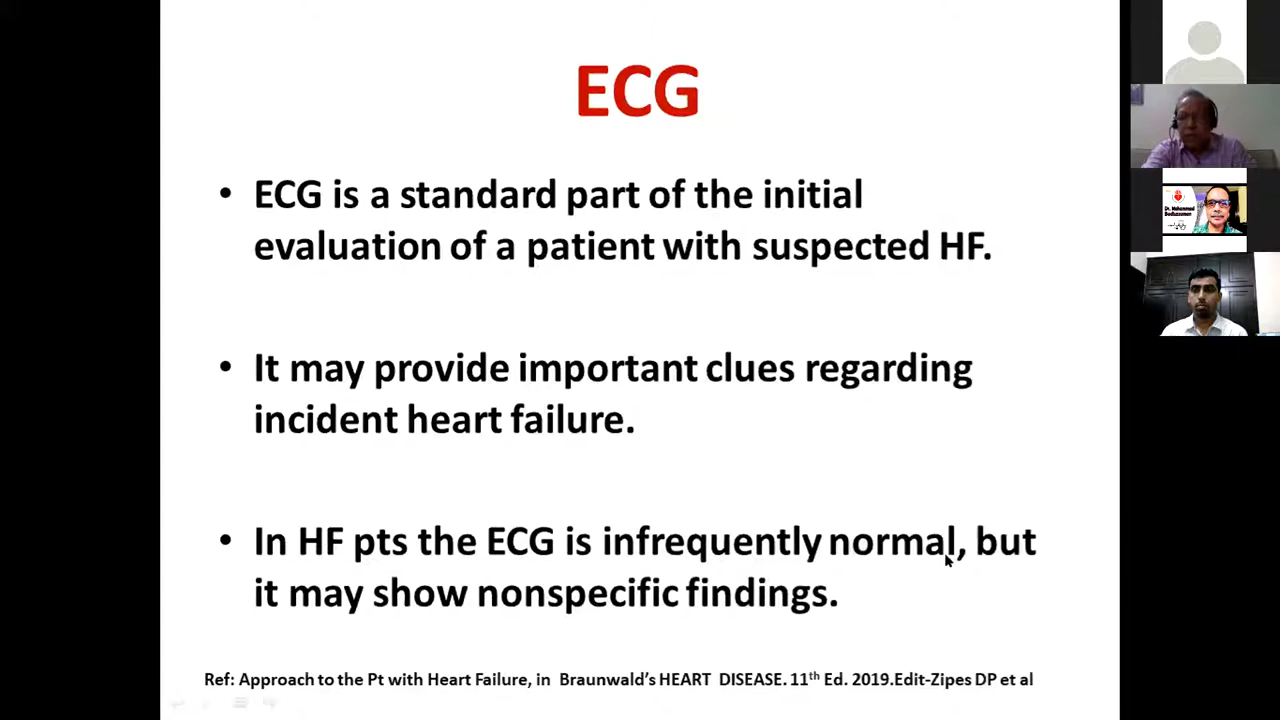 ECG
• ECG is a standard part of the initial
evaluation of a patient with suspected HF.
• It may provide important clues regarding
incident heart failure.
• In HF pts the ECG is infrequently normal, but
it may show nonspecific findings.
Ref: Approach to the Pt with Heart Failure, in Braunwald's HEART DISEASE. 11th Ed. 2019.Edit-Zipes DP et al
Dr. Mohammad